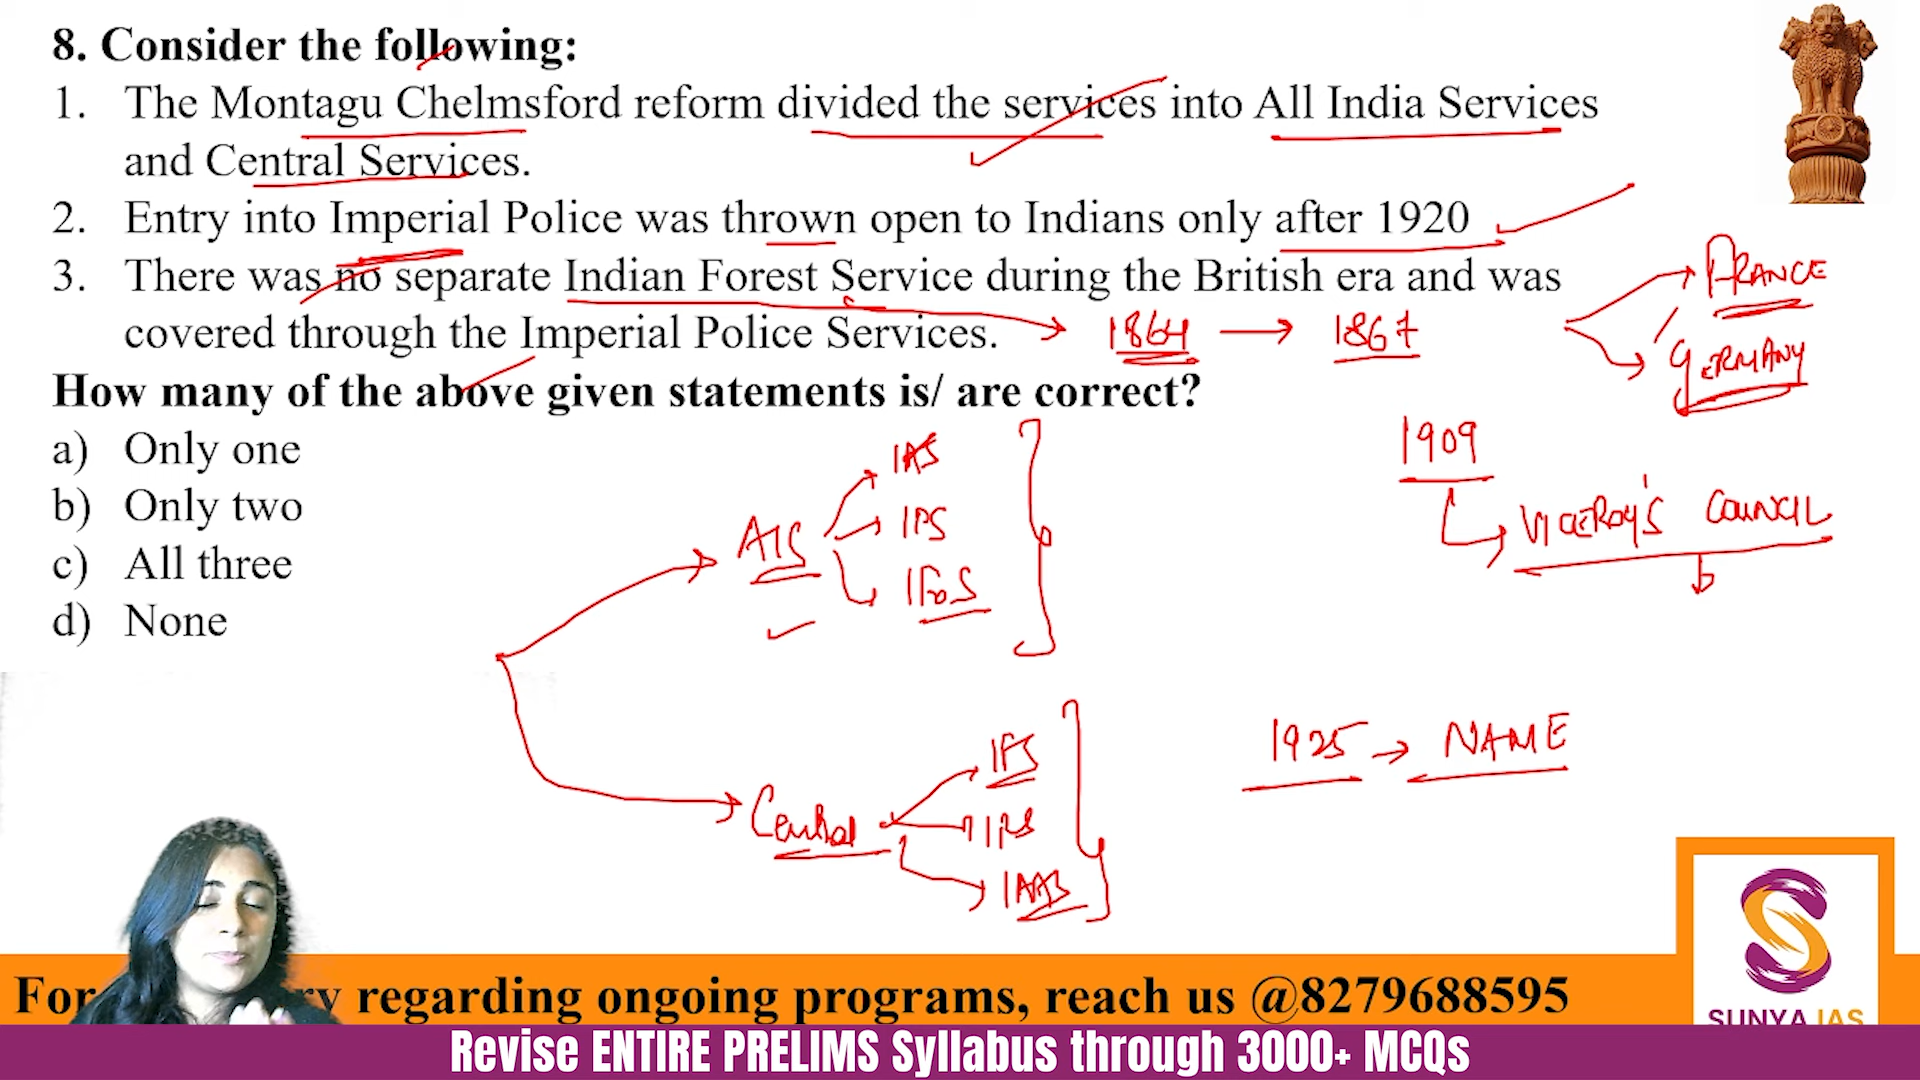 8. Consider the following:
1. The Montagu Chelmsford reform divided the services into All India Services
and Central Services.
2. Entry into Imperial Police was thrown open to Indians only after 1920
3. There was no separate Indian Forest Service during the British era and was
covered through the Imperial Police Services.
1864 → 1867
FRANCE
GERMANY
How many of the above given statements is/ are correct?
a) Only one
b) Only two
c) All three
d) None
AIS
IAS
IPS
IFoS
1909
VICEROY'S COUNCIL
Central
IFS
1925 → NAME
For regarding ongoing programs, reach us @8279688595
SUNYA IAS
Revise ENTIRE PRELIMS Syllabus through 3000+ MCQs